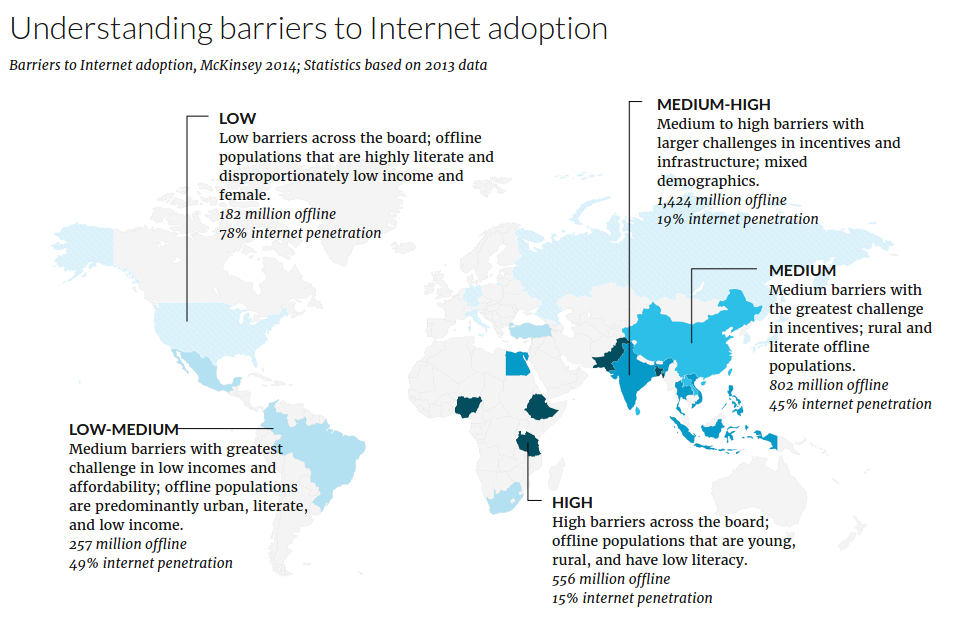 Understanding barriers to Internet adoption
Barriers to Internet adoption, McKinsey 2014; Statistics based on 2013 data
LOW
Low barriers across the board; offline
populations that are highly literate and
disproportionately low income and
female.
182 million offline
78% internet penetration
MEDIUM-HIGH
Medium to high barriers with
larger challenges in incentives and
infrastructure; mixed
demographics.
1,424 million offline
19% internet penetration
MEDIUM
Medium barriers with
the greatest challenge
in incentives; rural and
literate offline
populations.
802 million offline
45% internet penetration
LOW-MEDIUM
Medium barriers with greatest
challenge in low incomes and
affordability; offline populations
are predominantly urban, literate,
and low income.
257 million offline
49% internet penetration
HIGH
High barriers across the board;
offline populations that are young,
rural, and have low literacy.
556 million offline
15% internet penetration